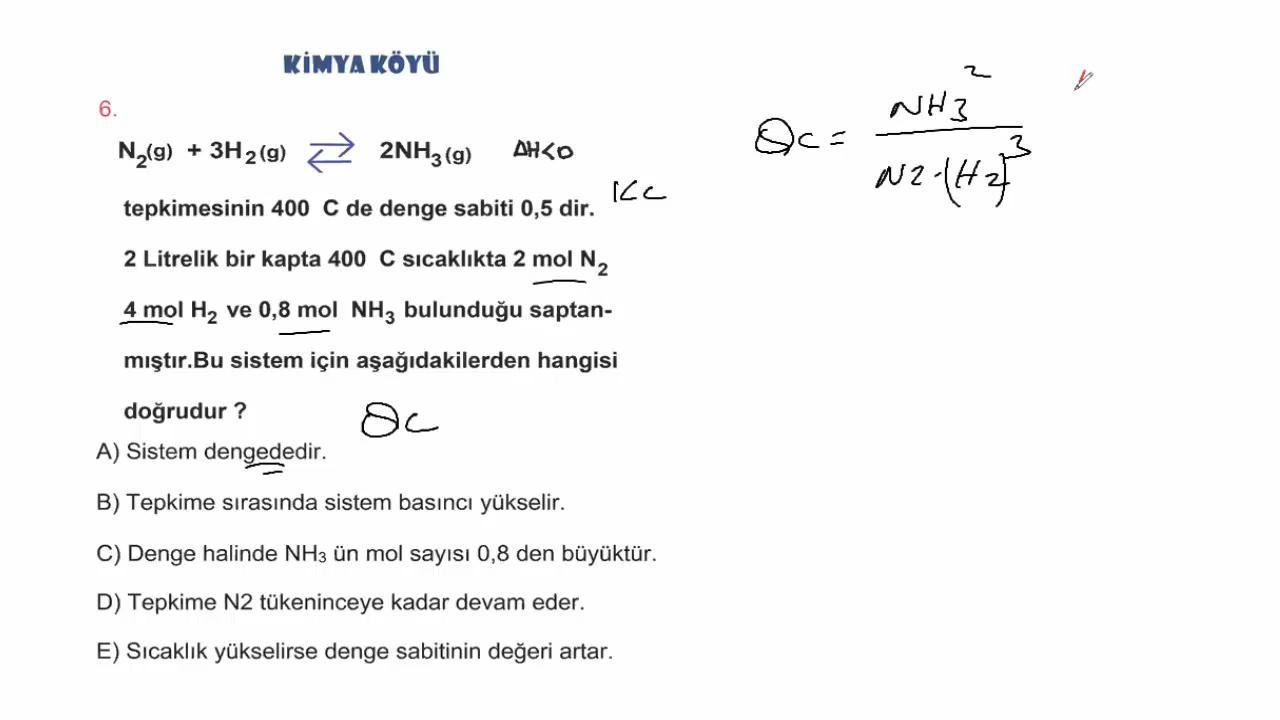 KİMYA KÖYÜ
6.
N2(g) + 3H2(g) ⇌ 2NH3(g) ΔH<0
tepkimesinin 400 C de denge sabiti 0,5 dir. Kc
2 Litrelik bir kapta 400 C sıcaklıkta 2 mol N2
4 mol H2 ve 0,8 mol NH3 bulunduğu saptan-
mıştır.Bu sistem için aşağıdakilerden hangisi
doğrudur ?
Qc
A) Sistem dengededir.
B) Tepkime sırasında sistem basıncı yükselir.
C) Denge halinde NH3 ün mol sayısı 0,8 den büyüktür.
D) Tepkime N2 tükeninceye kadar devam eder.
E) Sıcaklık yükselirse denge sabitinin değeri artar.
Qc = NH3^2
N2.(H2)^3